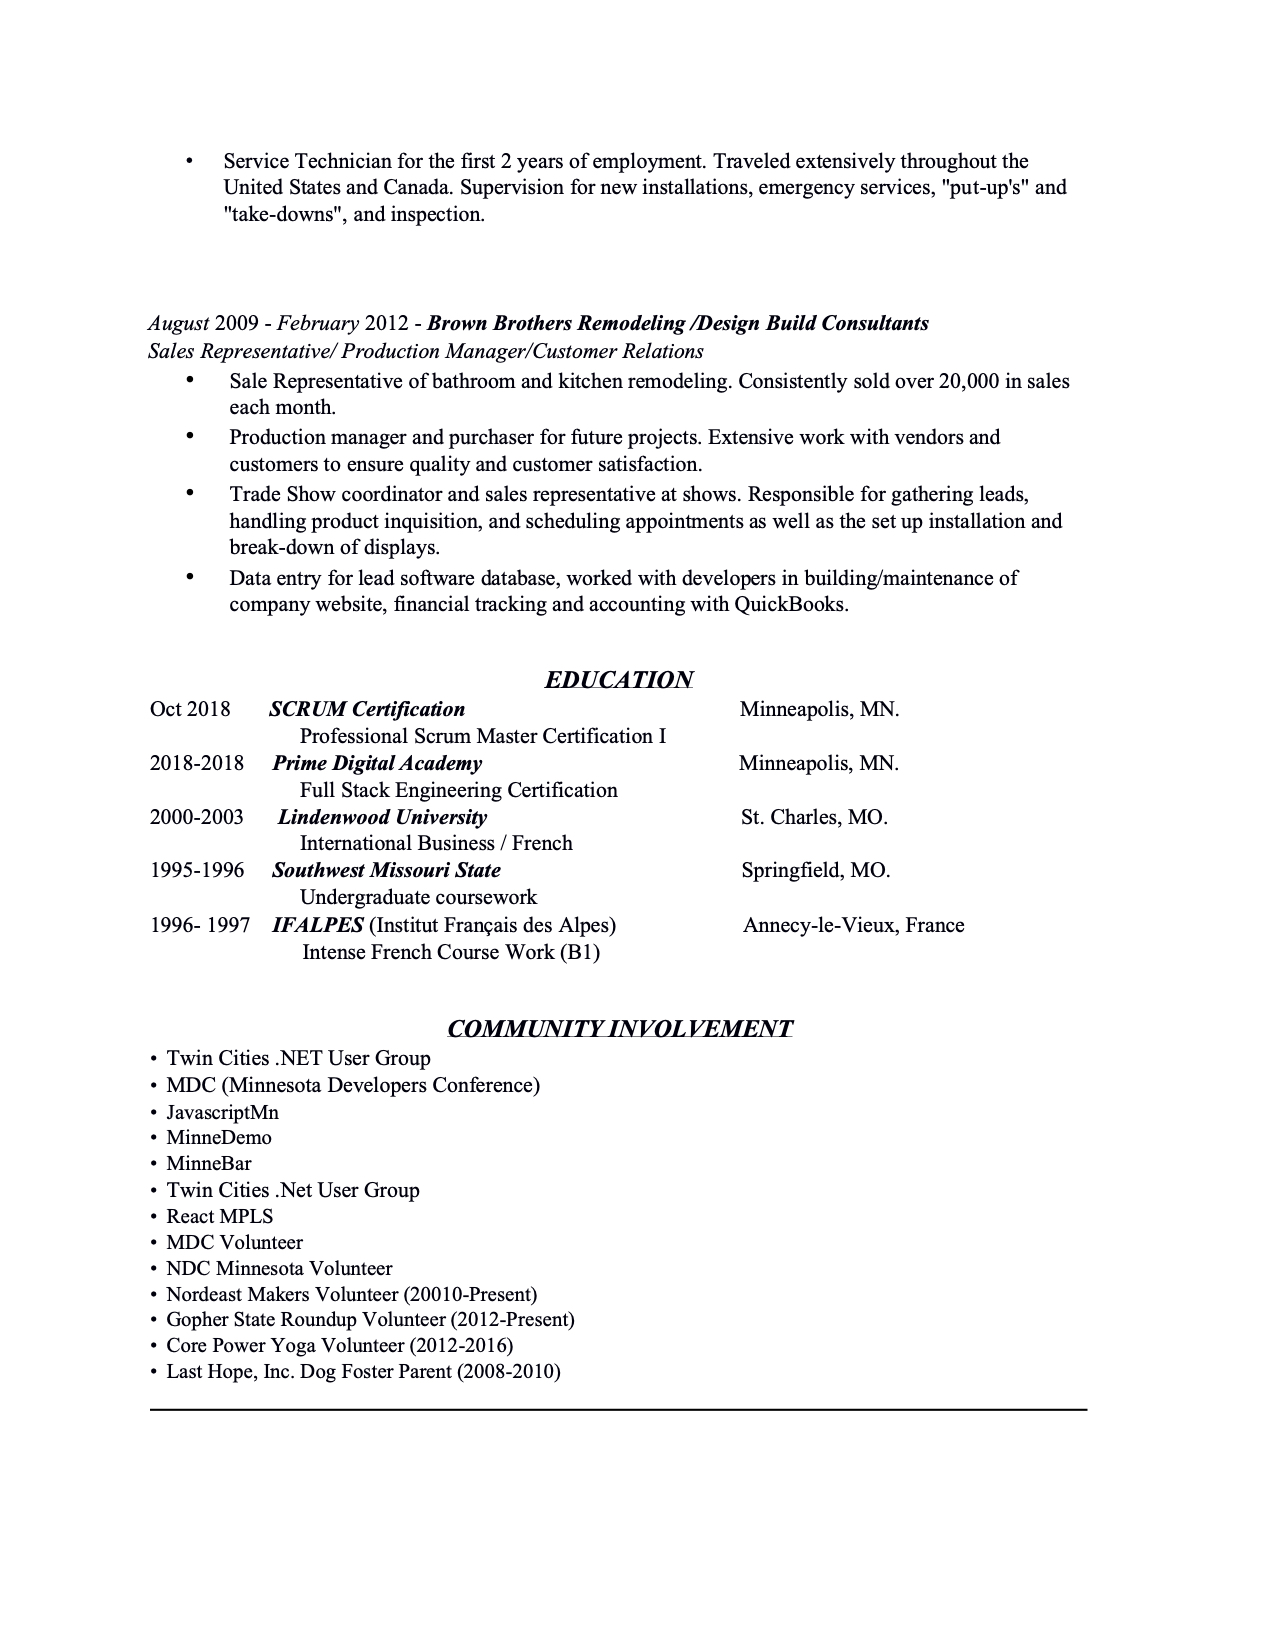 • Service Technician for the first 2 years of employment. Traveled extensively throughout the
United States and Canada. Supervision for new installations, emergency services, "put-up's" and
"take-downs", and inspection.
August 2009 - February 2012 - Brown Brothers Remodeling /Design Build Consultants
Sales Representative/ Production Manager/Customer Relations
• Sale Representative of bathroom and kitchen remodeling. Consistently sold over 20,000 in sales
each month.
• Production manager and purchaser for future projects. Extensive work with vendors and
customers to ensure quality and customer satisfaction.
• Trade Show coordinator and sales representative at shows. Responsible for gathering leads,
handling product inquisition, and scheduling appointments as well as the set up installation and
break-down of displays.
• Data entry for lead software database, worked with developers in building/maintenance of
company website, financial tracking and accounting with QuickBooks.
EDUCATION
Oct 2018 SCRUM Certification Minneapolis, MN.
Professional Scrum Master Certification I
2018-2018 Prime Digital Academy Minneapolis, MN.
Full Stack Engineering Certification
2000-2003 Lindenwood University St. Charles, MO.
International Business / French
1995-1996 Southwest Missouri State Springfield, MO.
Undergraduate coursework
1996- 1997 IFALPES (Institut Français des Alpes) Annecy-le-Vieux, France
Intense French Course Work (B1)
COMMUNITY INVOLVEMENT
• Twin Cities .NET User Group
• MDC (Minnesota Developers Conference)
• JavascriptMn
• MinneDemo
• MinneBar
• Twin Cities .Net User Group
• React MPLS
• MDC Volunteer
• NDC Minnesota Volunteer
• Nordeast Makers Volunteer (20010-Present)
• Gopher State Roundup Volunteer (2012-Present)
• Core Power Yoga Volunteer (2012-2016)
• Last Hope, Inc. Dog Foster Parent (2008-2010)